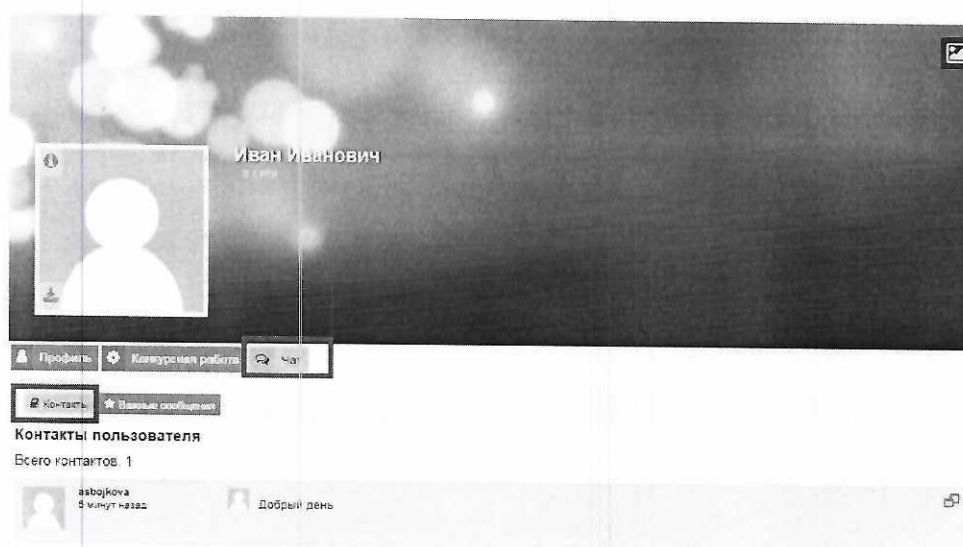 Иван Иванович
в сети
Профиль Конкурсная работа Чат
Контакты Важные сообщения
Контакты пользователя
Всего контактов: 1
asbojkova
5 минут назад
Добрый день